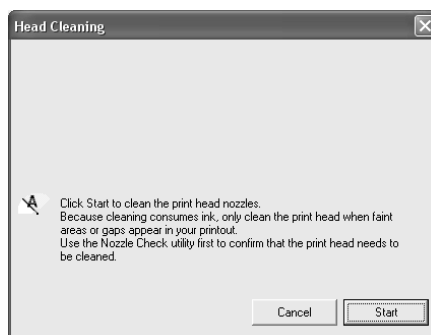 Head Cleaning
Click Start to clean the print head nozzles.
Because cleaning consumes ink, only clean the print head when faint
areas or gaps appear in your printout.
Use the Nozzle Check utility first to confirm that the print head needs to
be cleaned.
Cancel Start